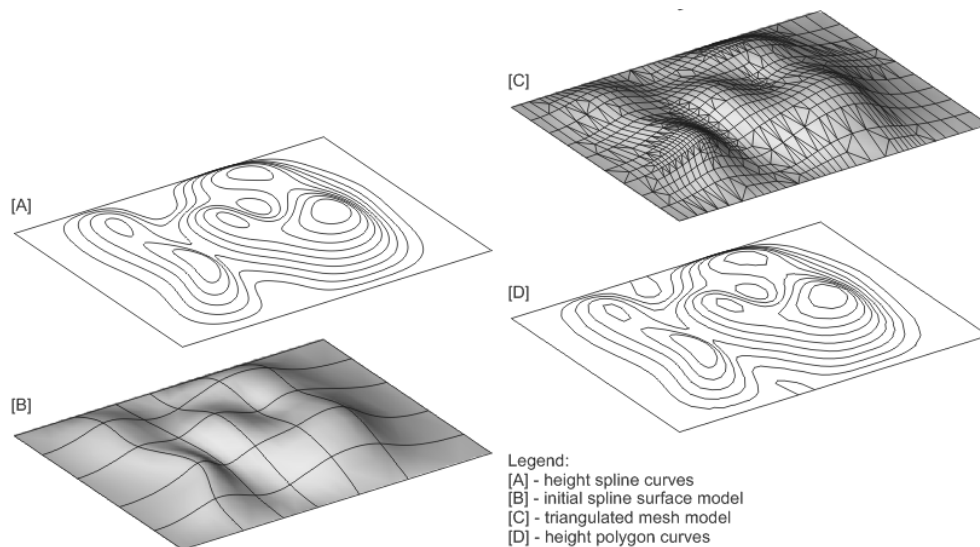 [C]
[A]
[D]
[B]
Legend:
[A] - height spline curves
[B] - initial spline surface model
[C] - triangulated mesh model
[D] - height polygon curves